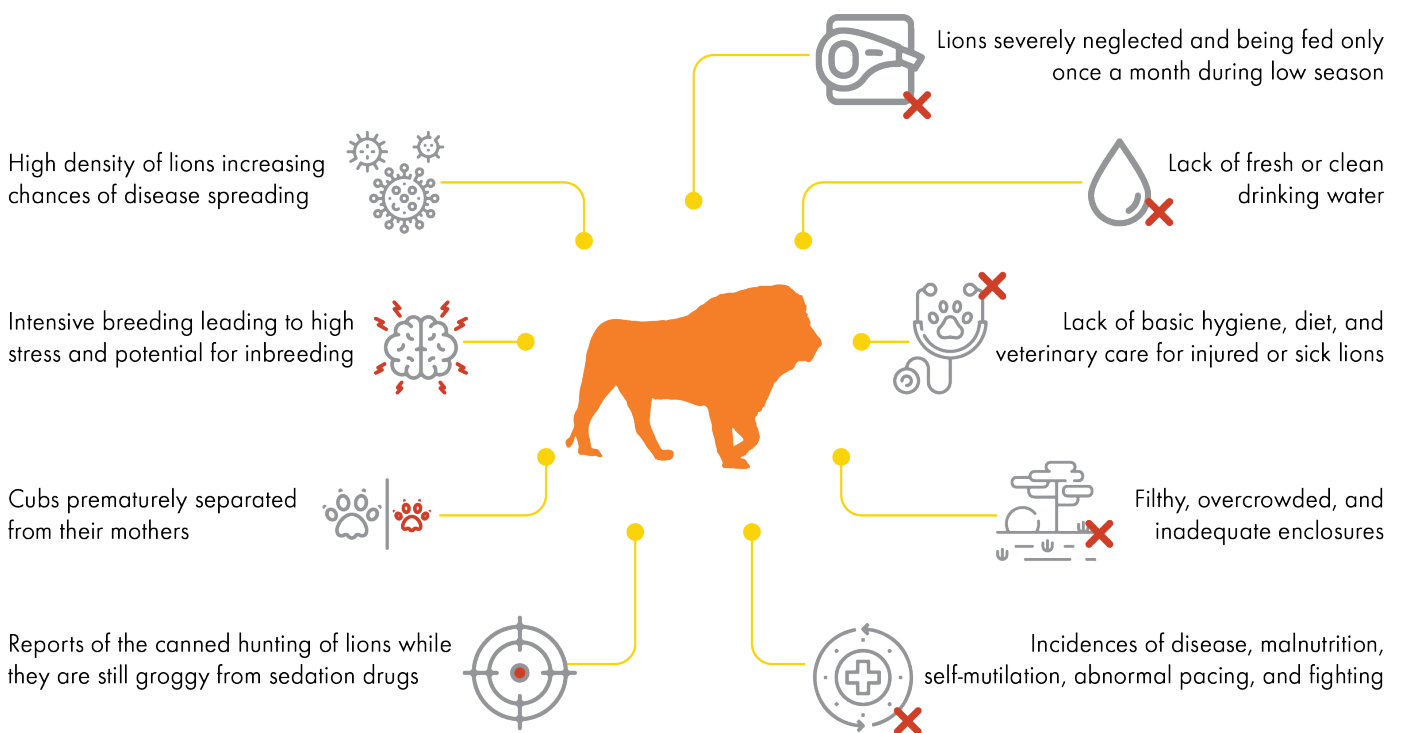 Lions severely neglected and being fed only
once a month during low season
High density of lions increasing
chances of disease spreading
Lack of fresh or clean
drinking water
Intensive breeding leading to high
stress and potential for inbreeding
Lack of basic hygiene, diet, and
veterinary care for injured or sick lions
Cubs prematurely separated
from their mothers
Filthy, overcrowded, and
inadequate enclosures
Reports of the canned hunting of lions while
they are still groggy from sedation drugs
Incidences of disease, malnutrition,
self-mutilation, abnormal pacing, and fighting